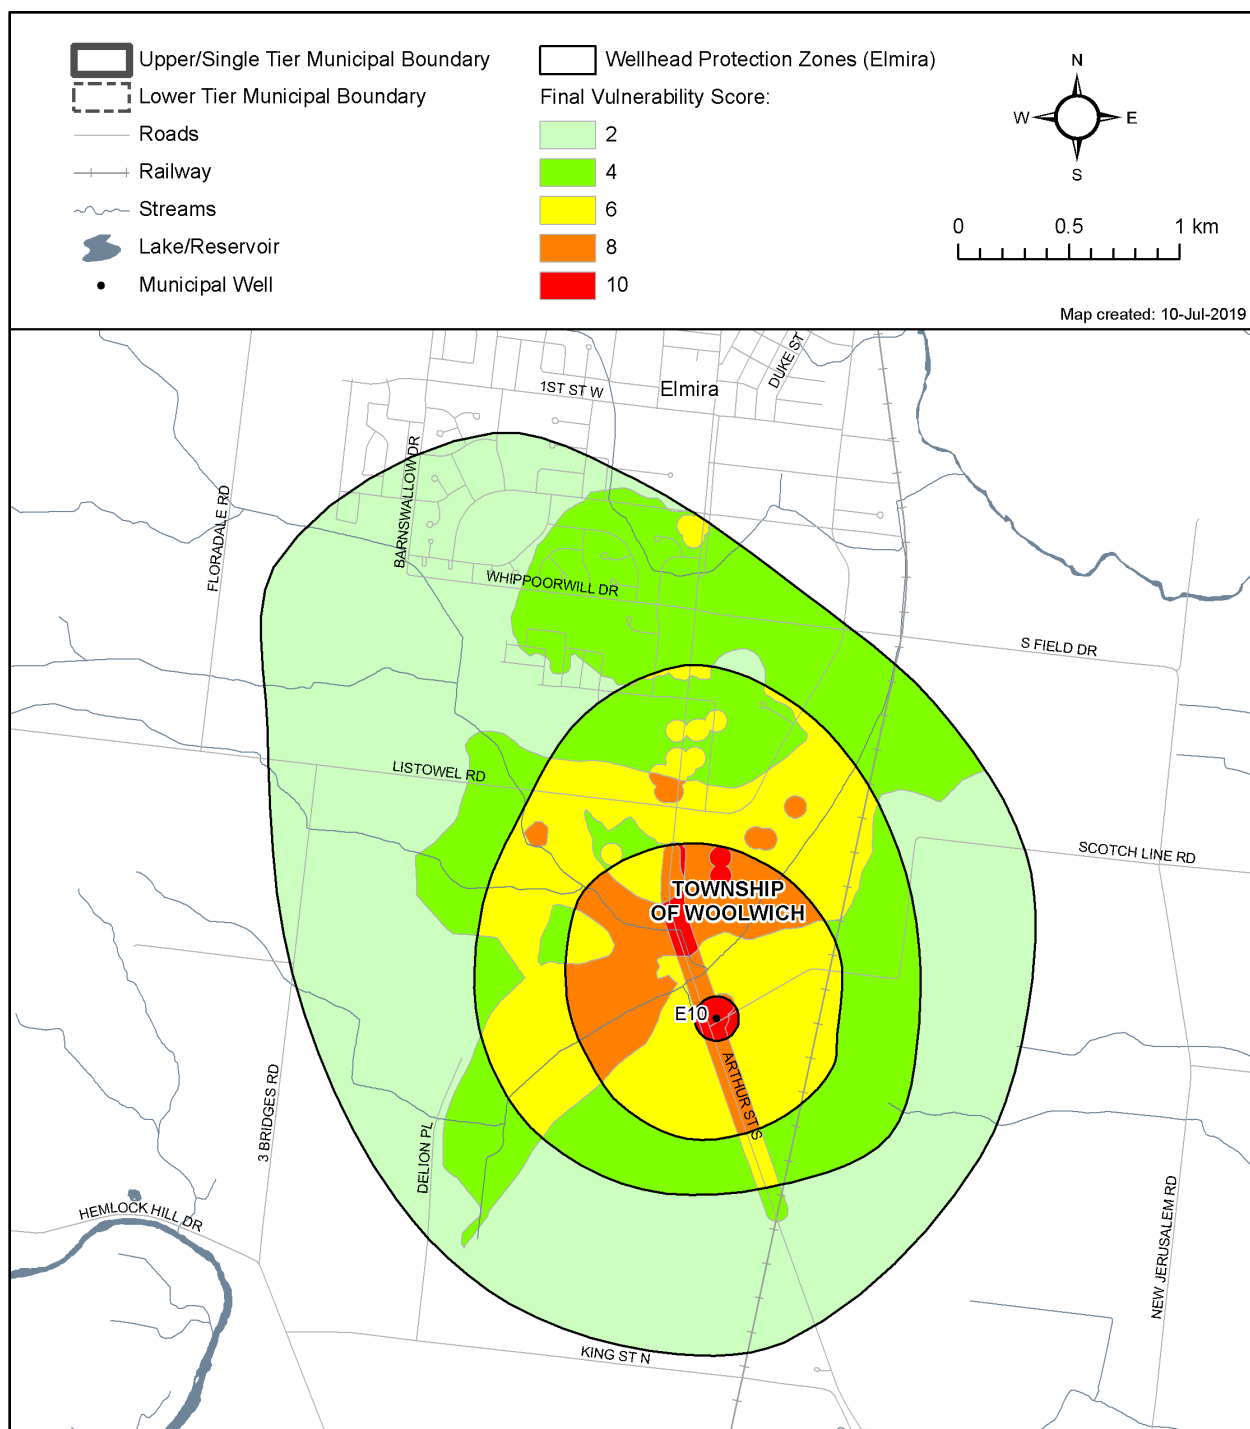 Upper/Single Tier Municipal Boundary
Lower Tier Municipal Boundary
Roads
Railway
Streams
Lake/Reservoir
Municipal Well
Wellhead Protection Zones (Elmira)
Final Vulnerability Score:
2
4
6
8
10
N
W
E
S
0
0.5
1 km
Map created: 10-Jul-2019
DUKE ST
1ST ST W
Elmira
BARNSWALLOW DR
FLORADALE RD
WHIPPOORWILL DR
S FIELD DR
LISTOWEL RD
SCOTCH LINE RD
TOWNSHIP
OF WOOLWICH
E10
ARTHUR ST S
3 BRIDGES RD
DELION PL
HEMLOCK HILL DR
NEW JERUSALEM RD
KING ST N